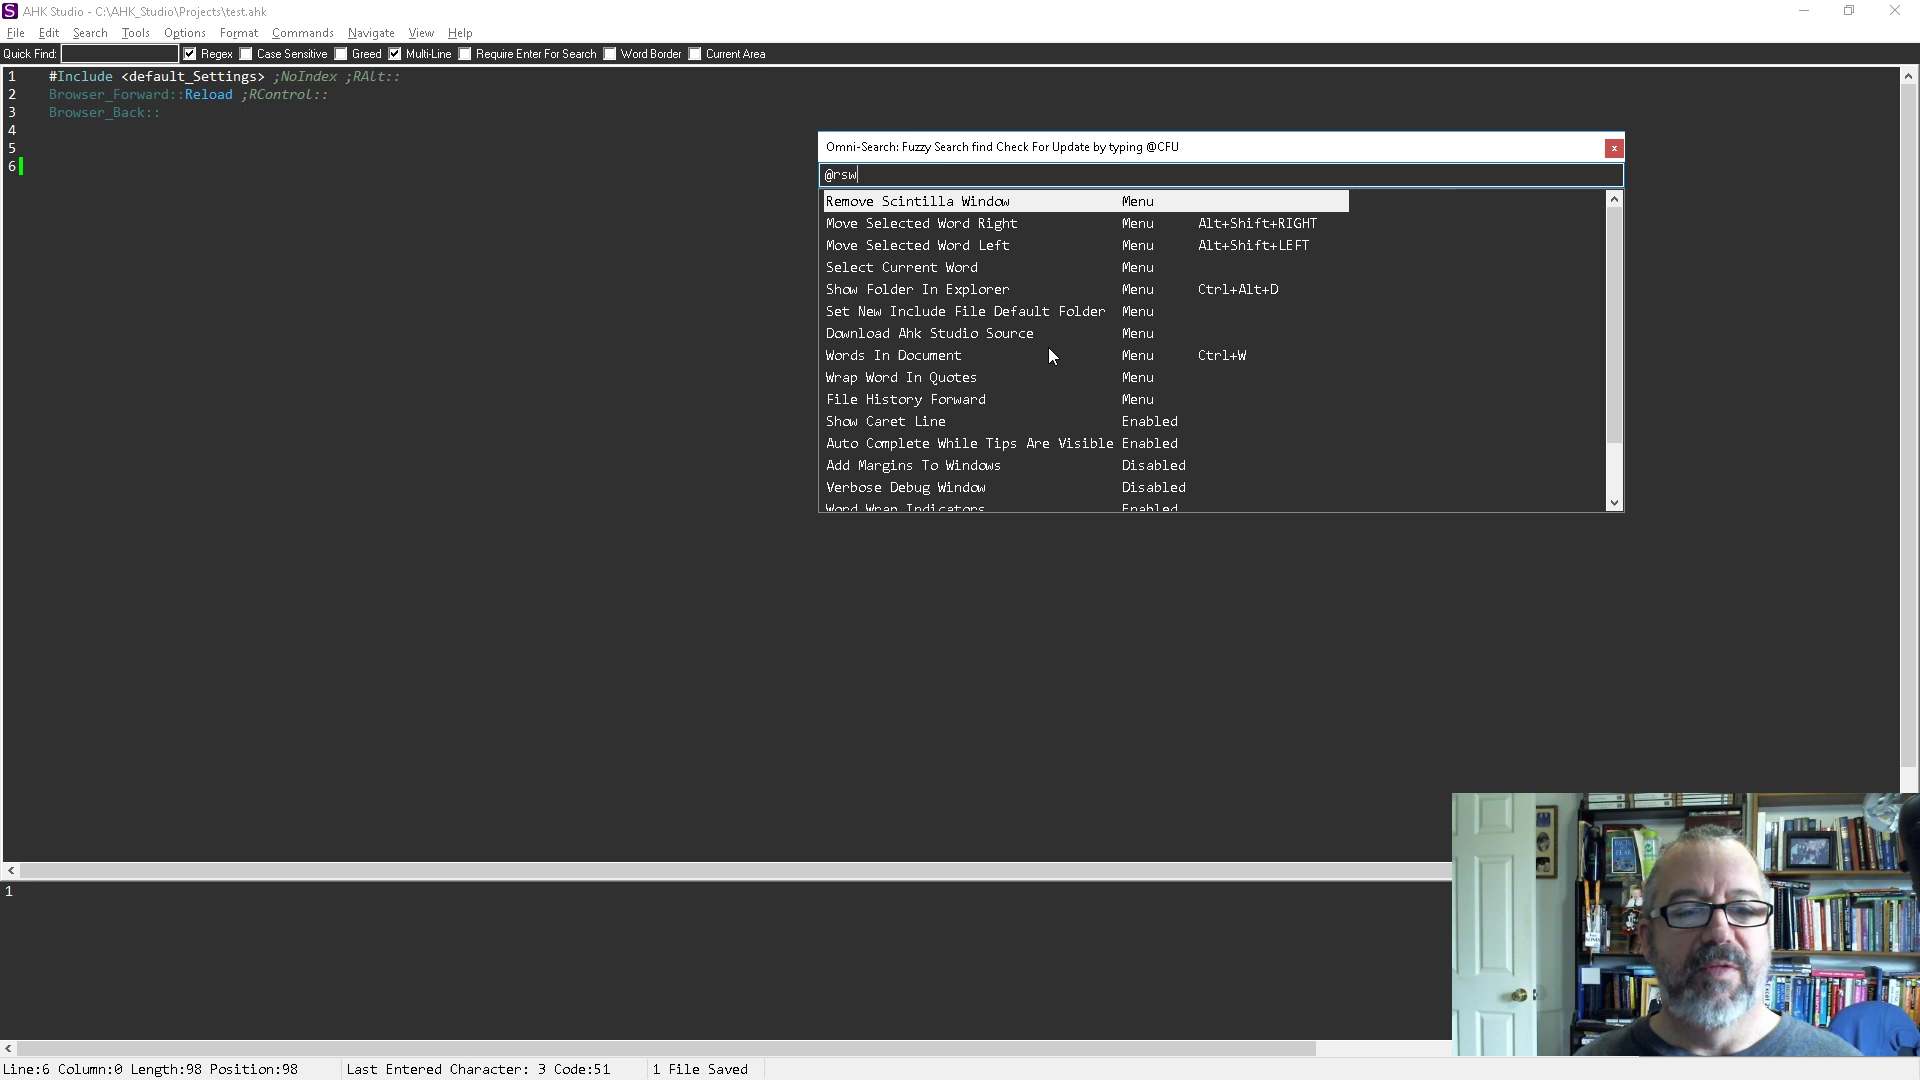 AHK Studio - C:\AHK_Studio\Projects\test.ahk
File Edit Search Tools Options Format Commands Navigate View Help
Quick Find: Regex Case Sensitive Greed Multi-Line Require Enter For Search Word Border Current Area
1 #Include <default_Settings> ;NoIndex ;RAlt::
2 Browser_Forward::Reload ;RControl::
3 Browser_Back::
4
5
6
Omni-Search: Fuzzy Search find Check For Update by typing @CFU
@rsw
Remove Scintilla Window Menu
Move Selected Word Right Menu Alt+Shift+RIGHT
Move Selected Word Left Menu Alt+Shift+LEFT
Select Current Word Menu
Show Folder In Explorer Menu Ctrl+Alt+D
Set New Include File Default Folder Menu
Download Ahk Studio Source Menu
Words In Document Menu Ctrl+W
Wrap Word In Quotes Menu
File History Forward Menu
Show Caret Line Enabled
Auto Complete While Tips Are Visible Enabled
Add Margins To Windows Disabled
Verbose Debug Window Disabled
Word Wrap Indicators Enabled
1
Line:6 Column:0 Length:98 Position:98 Last Entered Character: 3 Code:51 1 File Saved